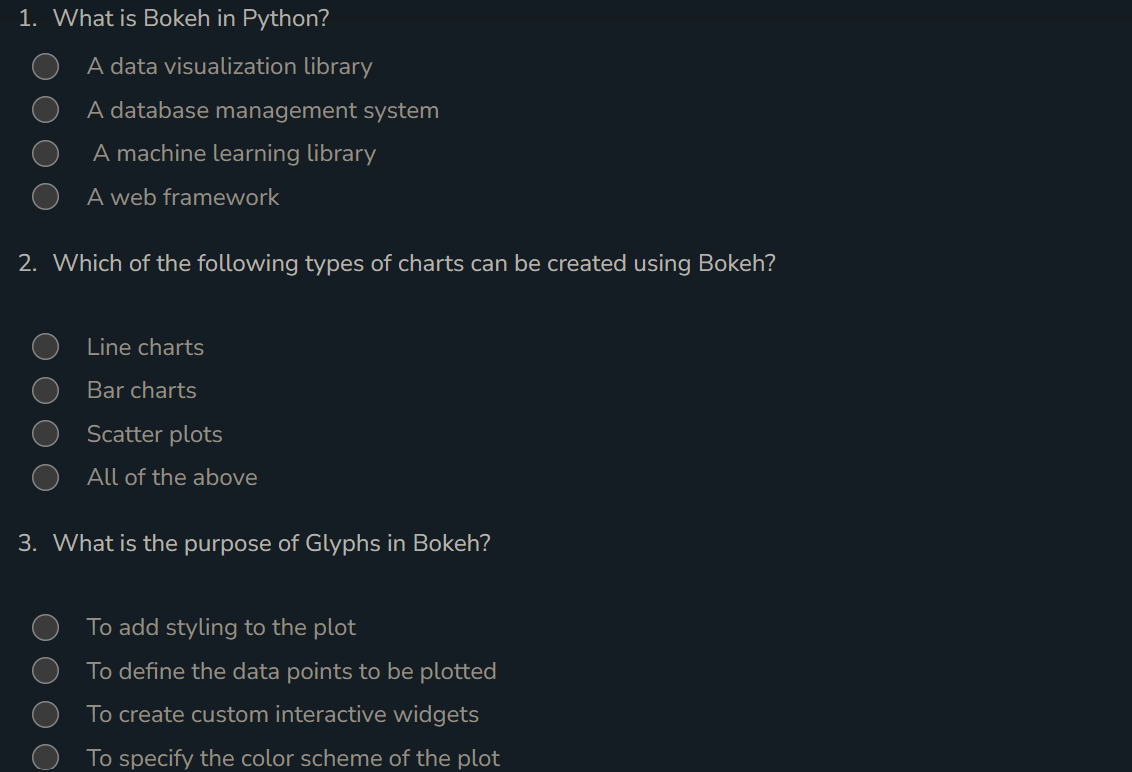 1. What is Bokeh in Python?
A data visualization library
A database management system
A machine learning library
A web framework
2. Which of the following types of charts can be created using Bokeh?
Line charts
Bar charts
Scatter plots
All of the above
3. What is the purpose of Glyphs in Bokeh?
To add styling to the plot
To define the data points to be plotted
To create custom interactive widgets
To specify the color scheme of the plot